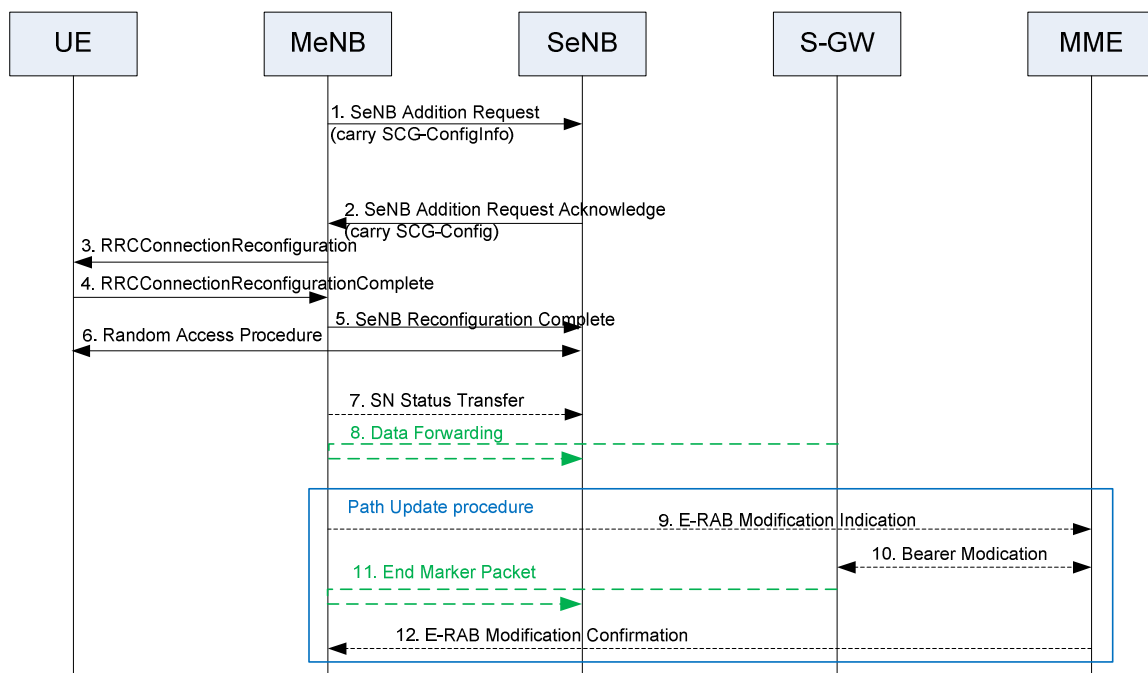 UE
MeNB
SeNB
S-GW
MME
1. SeNB Addition Request
(carry SCG-ConfigInfo)
2. SeNB Addition Request Acknowledge
(carry SCG-Config)
3. RRCConnectionReconfiguration
4. RRCConnectionReconfigurationComplete
5. SeNB Reconfiguration Complete
6. Random Access Procedure
7. SN Status Transfer
8. Data Forwarding
Path Update procedure
9. E-RAB Modification Indication
10. Bearer Modication
11. End Marker Packet
12. E-RAB Modification Confirmation